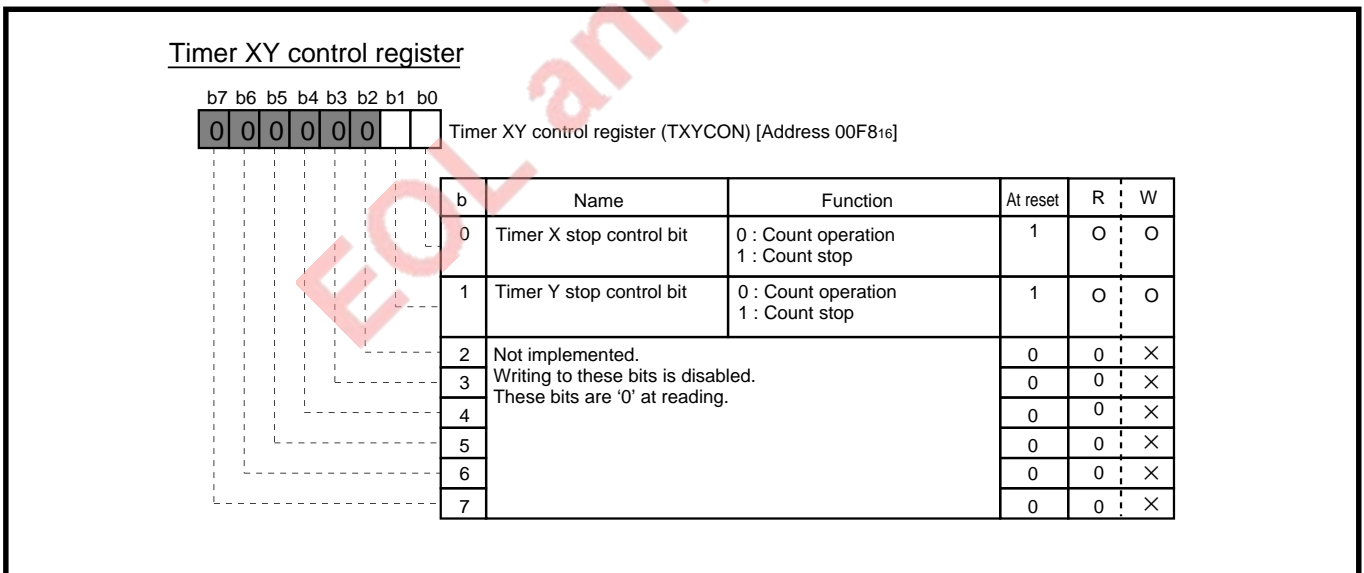 EOL ann
Timer XY control register
b7 b6 b5 b4 b3 b2 b1 b0
0 0 0 0 0 0
Timer XY control register (TXYCON) [Address 00F8₁₆]
b Name Function At reset R W
0 Timer X stop control bit 0 : Count operation 1 O O
1 : Count stop
1 Timer Y stop control bit 0 : Count operation 1 O O
1 : Count stop
2 Not implemented. 0 0 ×
3 Writing to these bits is disabled. 0 0 ×
These bits are ‘0’ at reading.
4 0 0 ×
5 0 0 ×
6 0 0 ×
7 0 0 ×